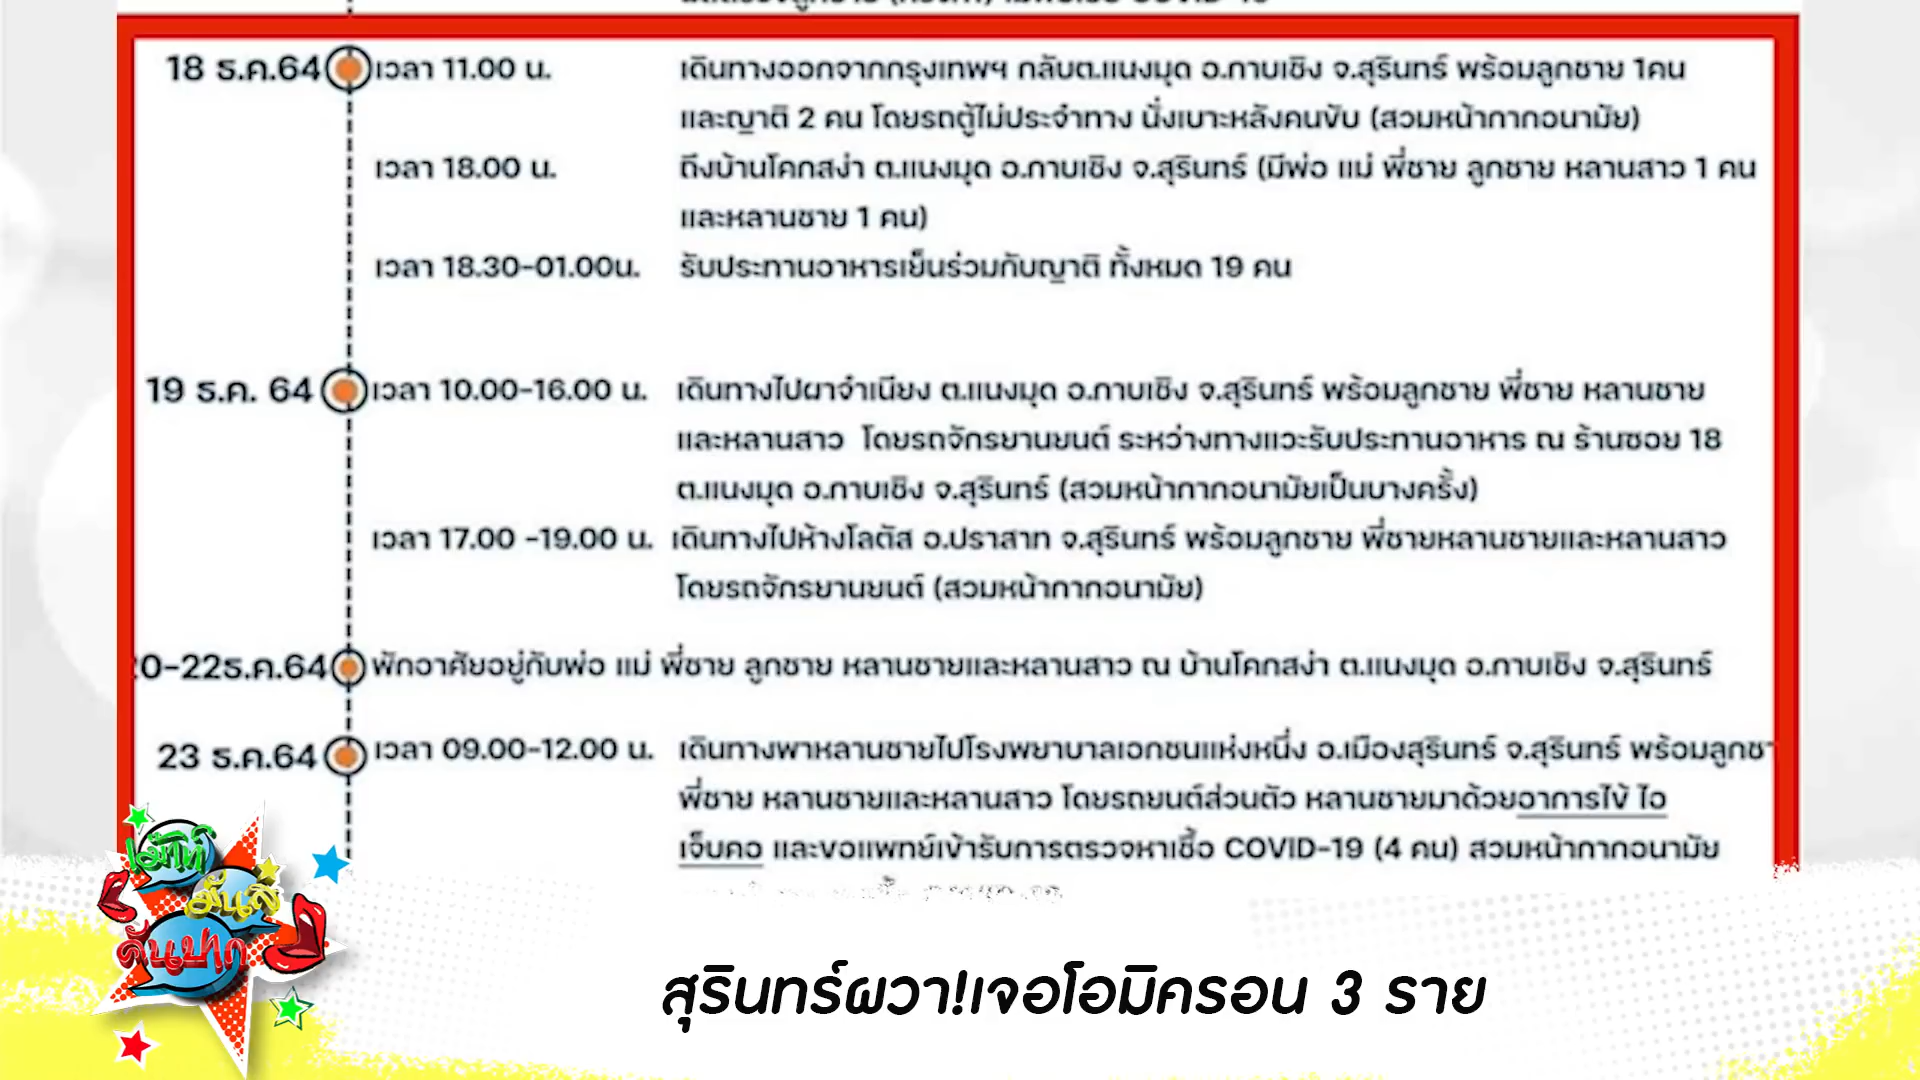 18 ธ.ค.64 เวลา 11.00 น. เดินทางออกจากกรุงเทพฯ กลับต.แนงมุด อ.กาบเชิง จ.สุรินทร์ พร้อมลูกชาย 1คน
และญาติ 2 คน โดยรถตู้ไม่ประจำทาง นั่งเบาะหลังคนขับ (สวมหน้ากากอนามัย)
เวลา 18.00 น. ถึงบ้านโคกสง่า ต.แนงมุด อ.กาบเชิง จ.สุรินทร์ (มีพ่อ แม่ พี่ชาย ลูกชาย หลานสาว 1 คน
และหลานชาย 1 คน)
เวลา 18.30-01.00น. รับประทานอาหารเย็นร่วมกับญาติ ทั้งหมด 19 คน
19 ธ.ค. 64 เวลา 10.00-16.00 น. เดินทางไปผาจำเนียง ต.แนงมุด อ.กาบเชิง จ.สุรินทร์ พร้อมลูกชาย พี่ชาย หลานชาย
และหลานสาว โดยรถจักรยานยนต์ ระหว่างทางแวะรับประทานอาหาร ณ ร้านซอย 18
ต.แนงมุด อ.กาบเชิง จ.สุรินทร์ (สวมหน้ากากอนามัยเป็นบางครั้ง)
เวลา 17.00 -19.00 น. เดินทางไปห้างโลตัส อ.ปราสาท จ.สุรินทร์ พร้อมลูกชาย พี่ชายหลานชายและหลานสาว
โดยรถจักรยานยนต์ (สวมหน้ากากอนามัย)
0-22ธ.ค.64 พักอาศัยอยู่กับพ่อ แม่ พี่ชาย ลูกชาย หลานชายและหลานสาว ณ บ้านโคกสง่า ต.แนงมุด อ.กาบเชิง จ.สุรินทร์
23 ธ.ค.64 เวลา 09.00-12.00 น. เดินทางพาหลานชายไปโรงพยาบาลเอกชนแห่งหนึ่ง อ.เมืองสุรินทร์ จ.สุรินทร์ พร้อมลูกชา
พี่ชาย หลานชายและหลานสาว โดยรถยนต์ส่วนตัว หลานชายมาด้วยอาการไข้ ไอ
เจ็บคอ และขอแพทย์เข้ารับการตรวจหาเชื้อ COVID-19 (4 คน) สวมหน้ากากอนามัย
เม้าท์
มันส์
คันปาก
สุรินทร์ผวา!เจอโอมิครอน 3 ราย